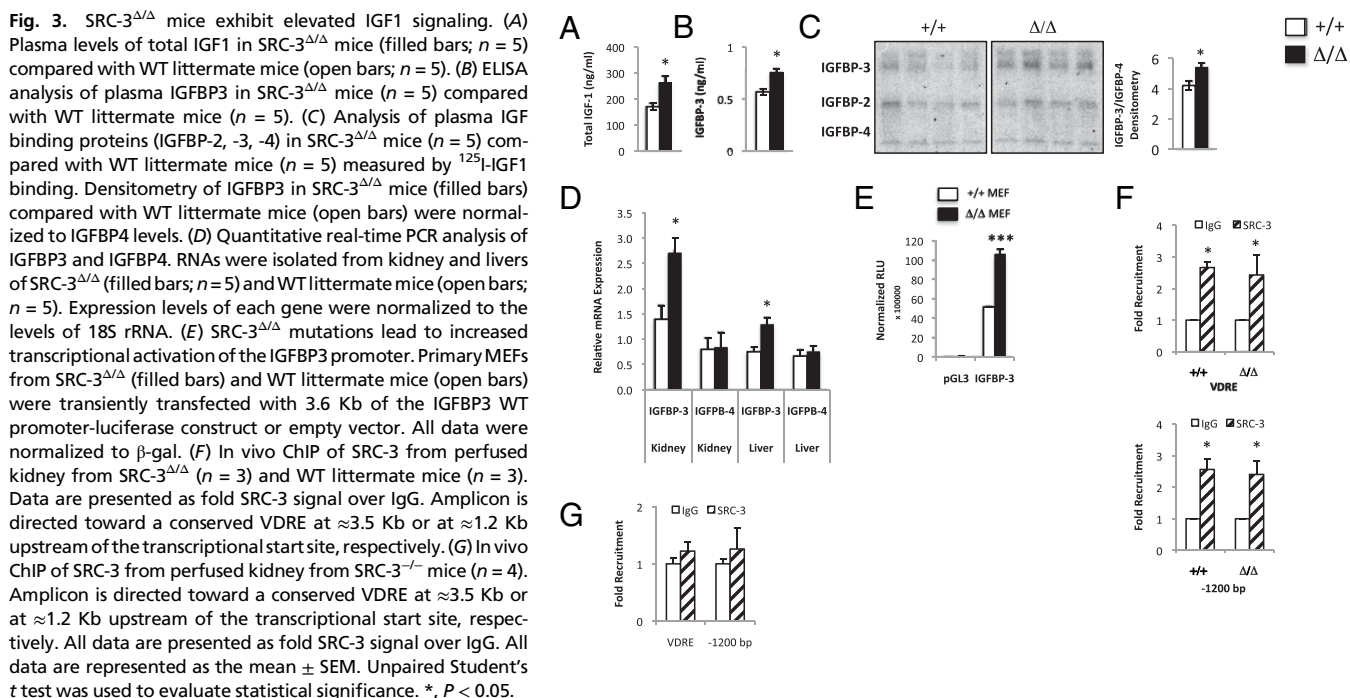 Fig. 3. SRC-3Δ/Δ mice exhibit elevated IGF1 signaling. (A)
Plasma levels of total IGF1 in SRC-3Δ/Δ mice (filled bars; n = 5)
compared with WT littermate mice (open bars; n = 5). (B) ELISA
analysis of plasma IGFBP3 in SRC-3Δ/Δ mice (n = 5) compared
with WT littermate mice (n = 5). (C) Analysis of plasma IGF
binding proteins (IGFBP-2, -3, -4) in SRC-3Δ/Δ mice (n = 5) com-
pared with WT littermate mice (n = 5) measured by 125I-IGF1
binding. Densitometry of IGFBP3 in SRC-3Δ/Δ mice (filled bars)
compared with WT littermate mice (open bars) were normal-
ized to IGFBP4 levels. (D) Quantitative real-time PCR analysis of
IGFBP3 and IGFBP4. RNAs were isolated from kidney and livers
of SRC-3Δ/Δ (filled bars; n = 5) and WT littermate mice (open bars;
n = 5). Expression levels of each gene were normalized to the
levels of 18S rRNA. (E) SRC-3Δ/Δ mutations lead to increased
transcriptional activation of the IGFBP3 promoter. Primary MEFs
from SRC-3Δ/Δ (filled bars) and WT littermate mice (open bars)
were transiently transfected with 3.6 Kb of the IGFBP3 WT
promoter-luciferase construct or empty vector. All data were
normalized to β-gal. (F) In vivo ChIP of SRC-3 from perfused
kidney from SRC-3Δ/Δ (n = 3) and WT littermate mice (n = 3).
Data are presented as fold SRC-3 signal over IgG. Amplicon is
directed toward a conserved VDRE at ≈3.5 Kb or at ≈1.2 Kb
upstream of the transcriptional start site, respectively. (G) In vivo
ChIP of SRC-3 from perfused kidney from SRC-3−/− mice (n = 4).
Amplicon is directed toward a conserved VDRE at ≈3.5 Kb or
at ≈1.2 Kb upstream of the transcriptional start site, respec-
tively. All data are presented as fold SRC-3 signal over IgG. All
data are represented as the mean ± SEM. Unpaired Student's
t test was used to evaluate statistical significance. *, P < 0.05.
A
Total IGF-1 (ng/ml)
400
300
200
100
0
*
B
IGFBP-3 (ng/ml)
1
0.5
0
*
C
+/+
Δ/Δ
IGFBP-3
IGFBP-2
IGFBP-4
IGFBP-3/IGFBP-4
Densitometry
6
4
2
0
*
+/+
Δ/Δ
D
Relative mRNA Expression
3.5
3.0
2.5
2.0
1.5
1.0
0.5
0.0
*
*
IGFBP-3 IGFPB-4 IGFBP-3 IGFPB-4
Kidney Kidney Liver Liver
E
+/+ MEF
Δ/Δ MEF
Normalized RLU
x 100000
120
100
80
60
40
20
0
***
pGL3 IGFBP-3
F
IgG SRC-3
Fold Recruitment
4
3
2
1
0
*
*
+/+ Δ/Δ
VDRE
IgG SRC-3
Fold Recruitment
4
3
2
1
0
*
*
+/+ Δ/Δ
-1200 bp
G
IgG SRC-3
Fold Recruitment
2
1
0
VDRE -1200 bp